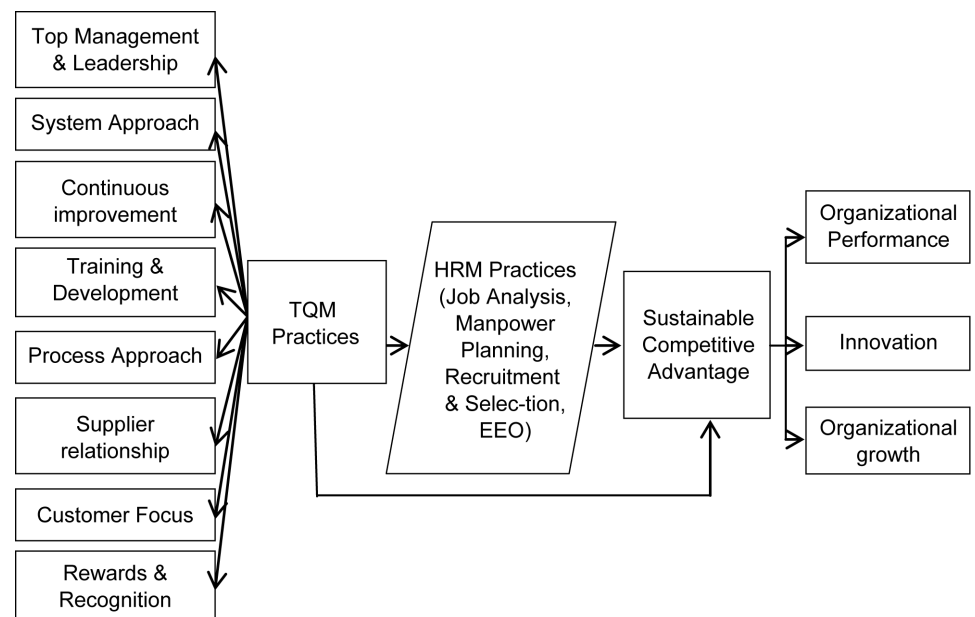 Top Management
& Leadership
System Approach
Continuous
improvement
Training &
Development
Process Approach
Supplier
relationship
Customer Focus
Rewards &
Recognition
TQM
Practices
HRM Practices
(Job Analysis,
Manpower
Planning,
Recruitment
& Selec-tion,
EEO)
Sustainable
Competitive
Advantage
Organizational
Performance
Innovation
Organizational
growth